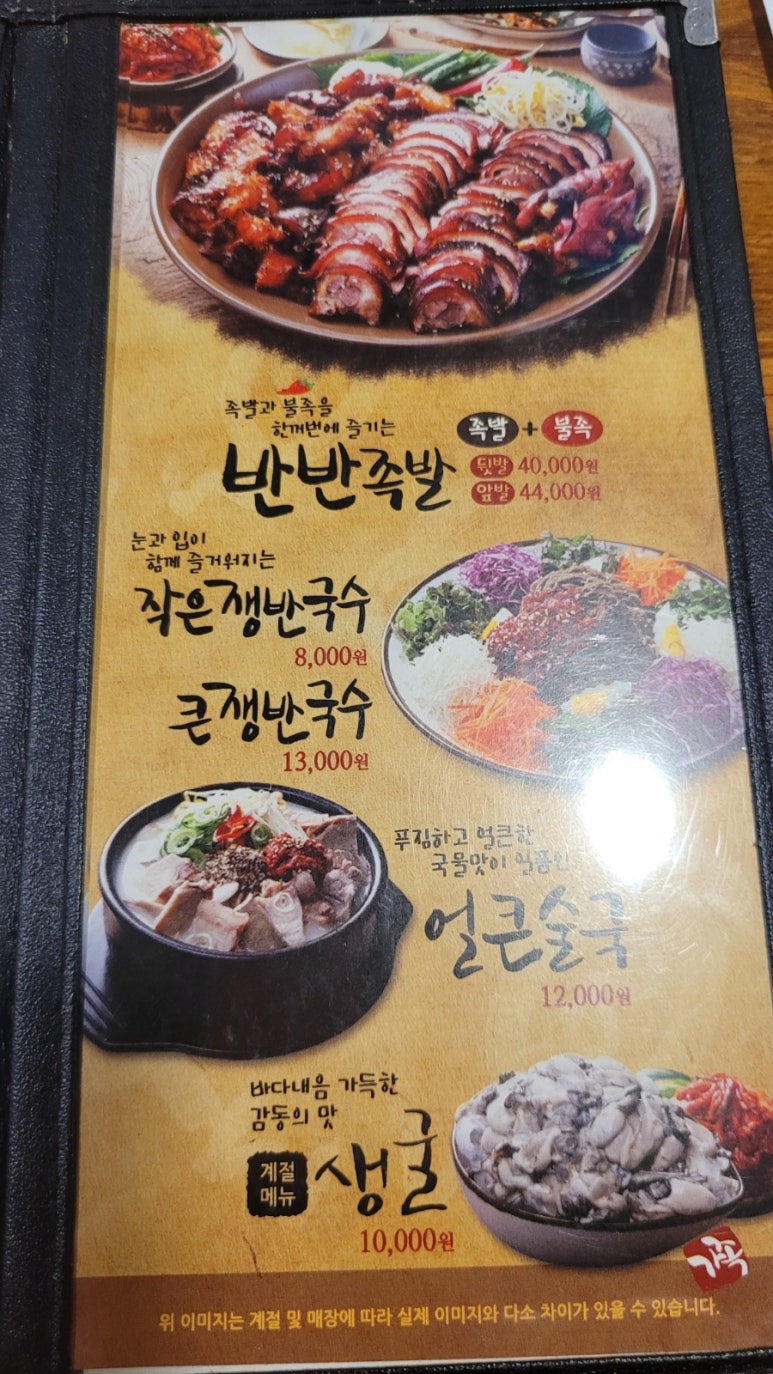 족발과 불족을
한꺼번에 즐기는
반반족발
족발 + 불족
뒷발 40,000원
앞발 44,000원
눈과 입이
함께 즐거워지는
작은쟁반국수
8,000원
큰쟁반국수
13,000원
푸짐하고 얼큰한
국물맛이 일품인
얼큰술국
12,000원
바다내음 가득한
감동의 맛
계절
메뉴
생굴
10,000원
가족
위 이미지는 계절 및 매장에 따라 실제 이미지와 다소 차이가 있을 수 있습니다.